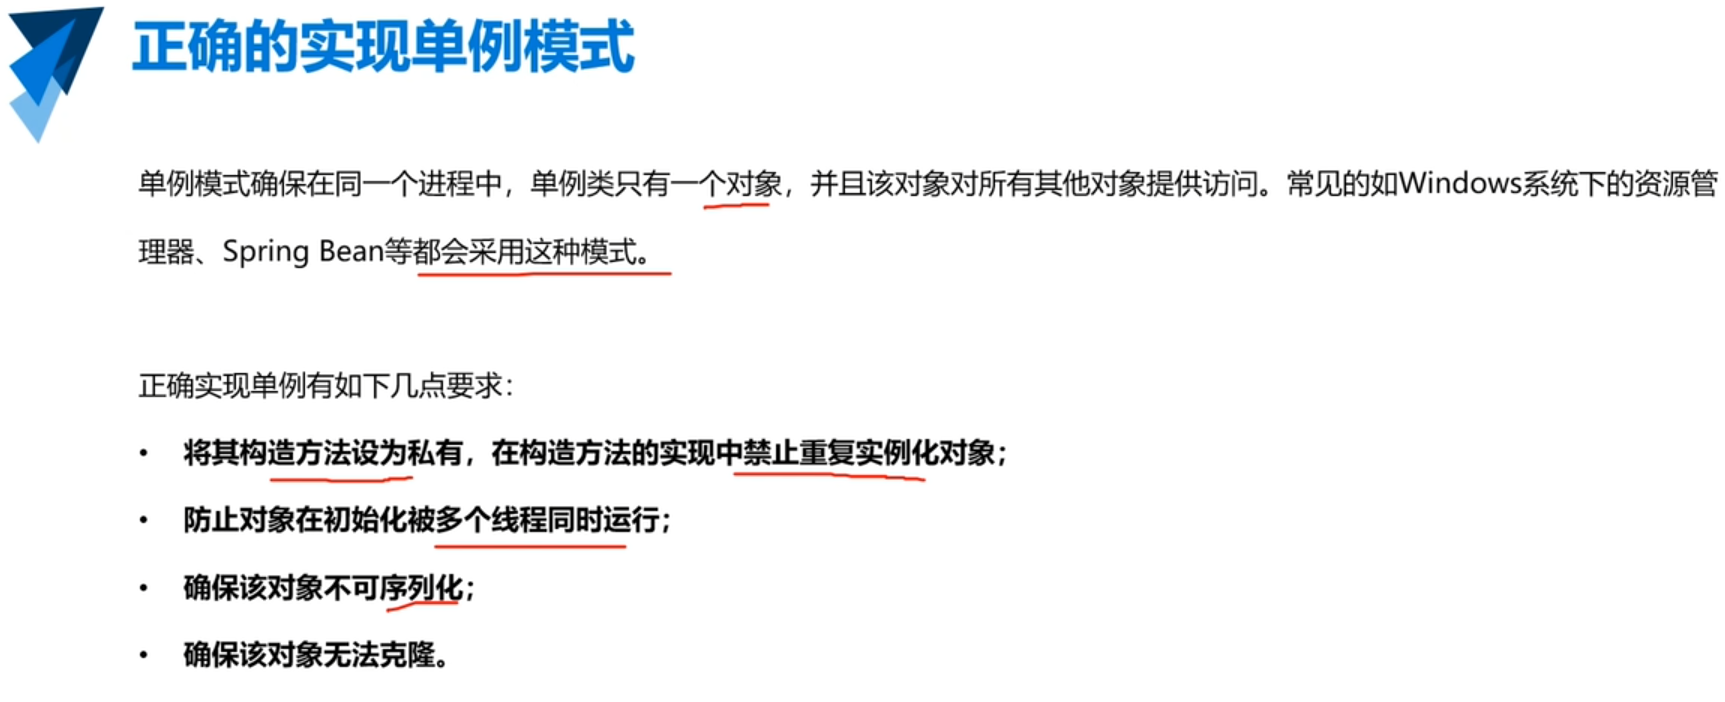 正确的实现单例模式
单例模式确保在同一个进程中，单例类只有一个对象，并且该对象对所有其他对象提供访问。常见的如Windows系统下的资源管
理器、Spring Bean等都会采用这种模式。
正确实现单例有如下几点要求：
• 将其构造方法设为私有，在构造方法的实现中禁止重复实例化对象；
• 防止对象在初始化被多个线程同时运行；
• 确保该对象不可序列化；
• 确保该对象无法克隆。